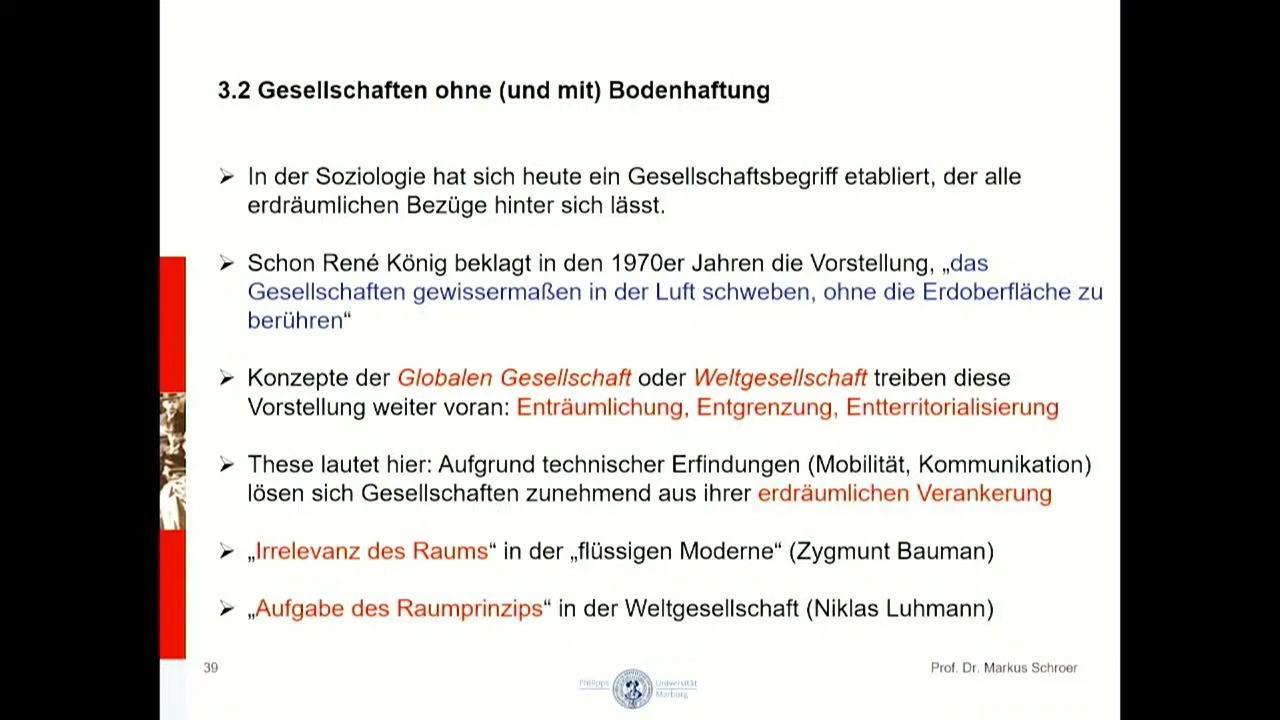 3.2 Gesellschaften ohne (und mit) Bodenhaftung
➢ In der Soziologie hat sich heute ein Gesellschaftsbegriff etabliert, der alle
erdräumlichen Bezüge hinter sich lässt.
➢ Schon René König beklagt in den 1970er Jahren die Vorstellung, „das
Gesellschaften gewissermaßen in der Luft schweben, ohne die Erdoberfläche zu
berühren“
➢ Konzepte der Globalen Gesellschaft oder Weltgesellschaft treiben diese
Vorstellung weiter voran: Enträumlichung, Entgrenzung, Entterritorialisierung
➢ These lautet hier: Aufgrund technischer Erfindungen (Mobilität, Kommunikation)
lösen sich Gesellschaften zunehmend aus ihrer erdräumlichen Verankerung
➢ „Irrelevanz des Raums“ in der „flüssigen Moderne“ (Zygmunt Bauman)
➢ „Aufgabe des Raumprinzips“ in der Weltgesellschaft (Niklas Luhmann)
39
Prof. Dr. Markus Schroer
Philipps Universität
Marburg